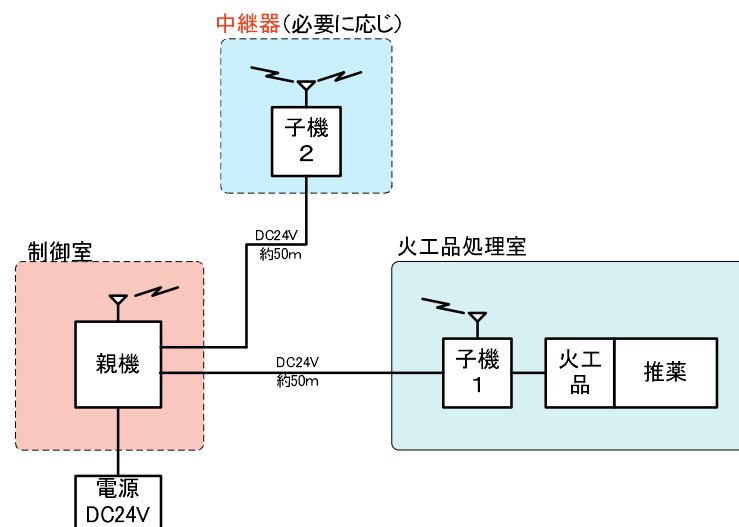 中継器(必要に応じ)
子機
2
DC24V
約50m
制御室
火工品処理室
親機
DC24V
約50m
子機
1
火工
品
推薬
電源
DC24V